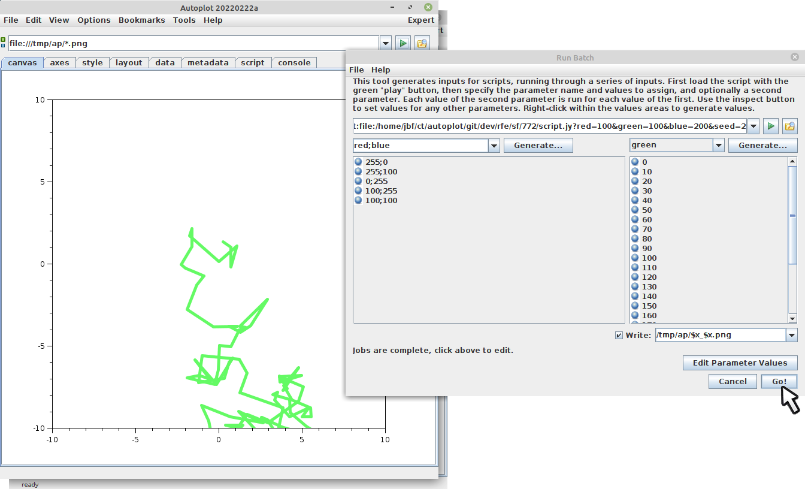 Autoplot 20220222a
File Edit View Options Bookmarks Tools Help Expert
file:///tmp/ap/*.png
canvas axes style layout data metadata script console
10
5
0
-5
-10
-10 -5 0 5 10
ready
Run Batch
File Help
This tool generates inputs for scripts, running through a series of inputs. First load the script with the
green "play" button, then specify the parameter name and values to assign, and optionally a second
parameter. Each value of the second parameter is run for each value of the first. Use the inspect button
to set values for any other parameters. Right-click within the values areas to generate values.
t:file:/home/jbf/ct/autoplot/git/dev/rfe/sf/772/script.jy?red=100&green=100&blue=200&seed=2
red;blue Generate... green Generate...
255;0
255;100
0;255
100;255
100;100
0
10
20
30
40
50
60
70
80
90
100
110
120
130
140
150
160
Write: /tmp/ap/$x_$x.png
Jobs are complete, click above to edit.
Edit Parameter Values
Cancel Go!